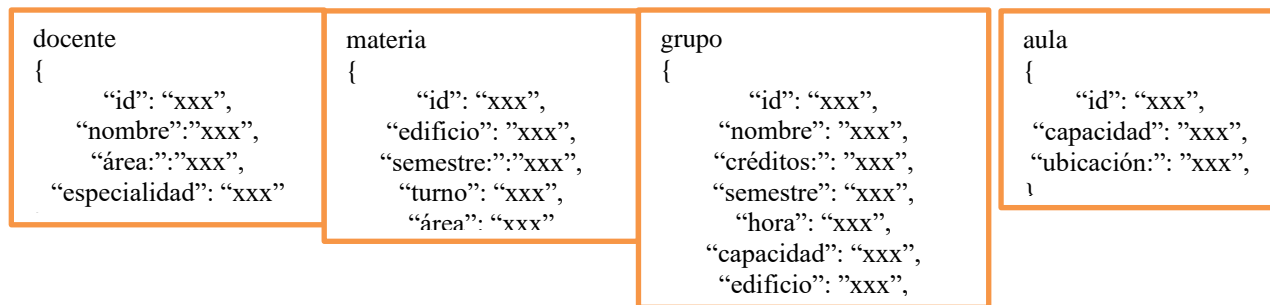 docente
{
“id”: “xxx”,
“nombre”:”xxx”,
“área:”:”xxx”,
“especialidad”: “xxx”
materia
{
“id”: “xxx”,
“edificio”: ”xxx”,
“semestre:”:”xxx”,
“turno”: “xxx”,
“área”: “xxx”
grupo
{
“id”: “xxx”,
“nombre”: ”xxx”,
“créditos:”: ”xxx”,
“semestre”: “xxx”,
“hora”: “xxx”,
“capacidad”: “xxx”,
“edificio”: ”xxx”,
aula
{
“id”: “xxx”,
“capacidad”: ”xxx”,
“ubicación:”: ”xxx”,
}